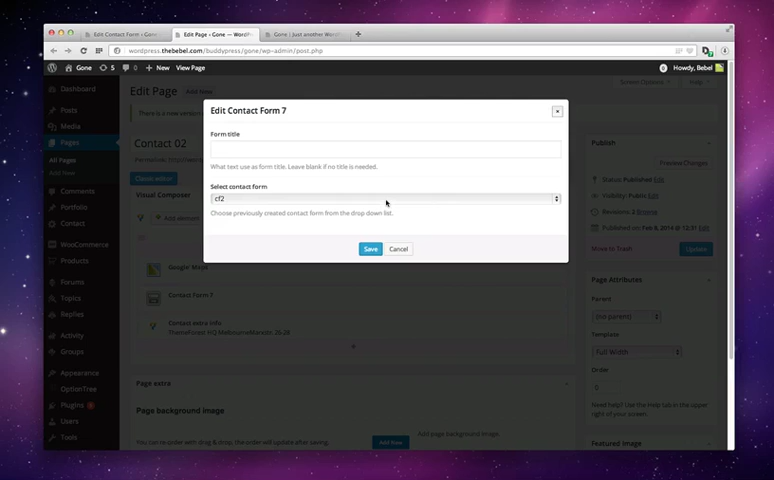 Edit Contact Form ‹ Gone
Edit Page ‹ Gone — WordPr
Gone | Just another WordPr
wordpress.thebebel.com/buddypress/gone/wp-admin/post.php
Gone 5 0 + New View Page
Howdy, Bebel
Dashboard
Posts
Media
Pages
All Pages
Add New
Comments
Portfolio
Contact
WooCommerce
Products
Forums
Topics
Replies
Activity
Groups
Appearance
OptionTree
Plugins
Users
Tools
Edit Page Add New
Screen Options Help
There is a new version
Contact 02
Permalink:
Classic editor
Visual Composer
Add element
Edit Contact Form 7
Form title
What text use as form title. Leave blank if no title is needed.
Select contact form
cf2
Choose previously created contact form from the drop down list.
Save Cancel
Google Maps
Contact Form 7
Contact extra info
ThemeForest HQ MelbourneMainstr. 26-28
Page extra
Page background image
You can re-order with drag & drop, the order will update after saving.
Add New
Add page background image.
Publish
Preview Changes
Status: Published Edit
Visibility: Public Edit
Revisions: 2 Browse
Published on: Feb 8, 2014 @ 12:31 Edit
Move to Trash Update
Page Attributes
Parent
(no parent)
Template
Full Width
Order
0
Need help? Use the Help tab in the upper
right of your screen.
Featured Image